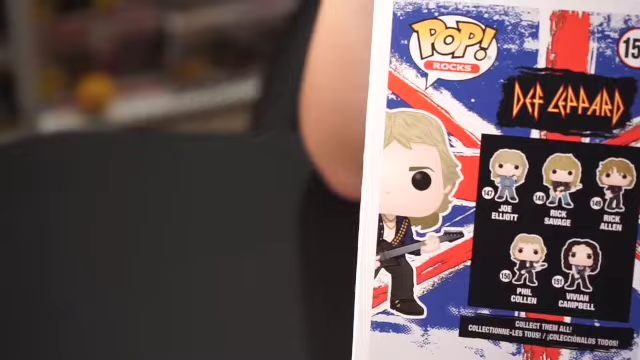 POP!
ROCKS
15
DEF LEPPARD
147
JOE
ELLIOTT
148
RICK
SAVAGE
149
RICK
ALLEN
150
PHIL
COLLEN
151
VIVIAN
CAMPBELL
COLLECT THEM ALL!
COLLECTIONNE-LES TOUS! / ¡COLECCIÓNALOS TODOS!